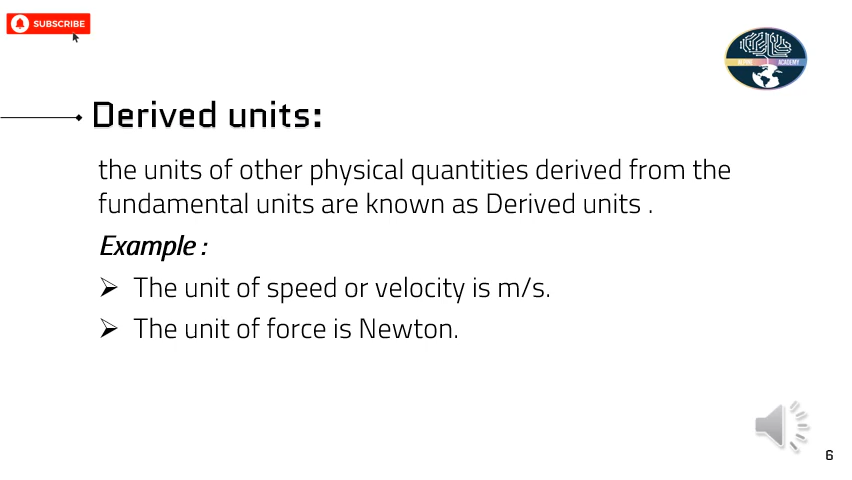 SUBSCRIBE
ACADEMY
Derived units:
the units of other physical quantities derived from the
fundamental units are known as Derived units .
Example :
➢ The unit of speed or velocity is m/s.
➢ The unit of force is Newton.
6